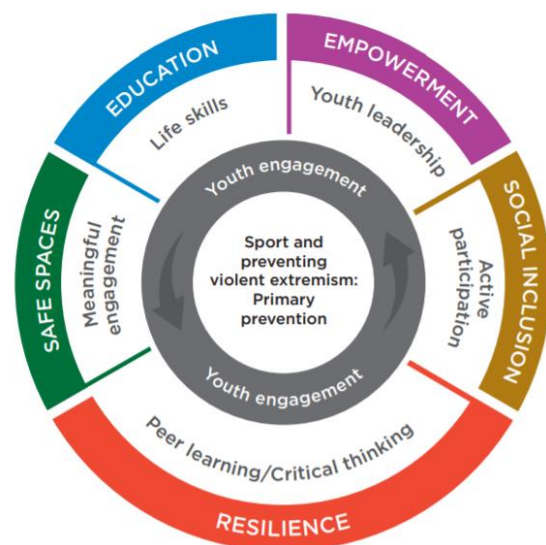 EDUCATION
EMPOWERMENT
Life skills
Youth leadership
SAFE SPACES
Meaningful
engagement
Youth engagement
Sport and
preventing
violent extremism:
Primary
prevention
Youth engagement
Active
participation
SOCIAL INCLUSION
Peer learning/Critical thinking
RESILIENCE